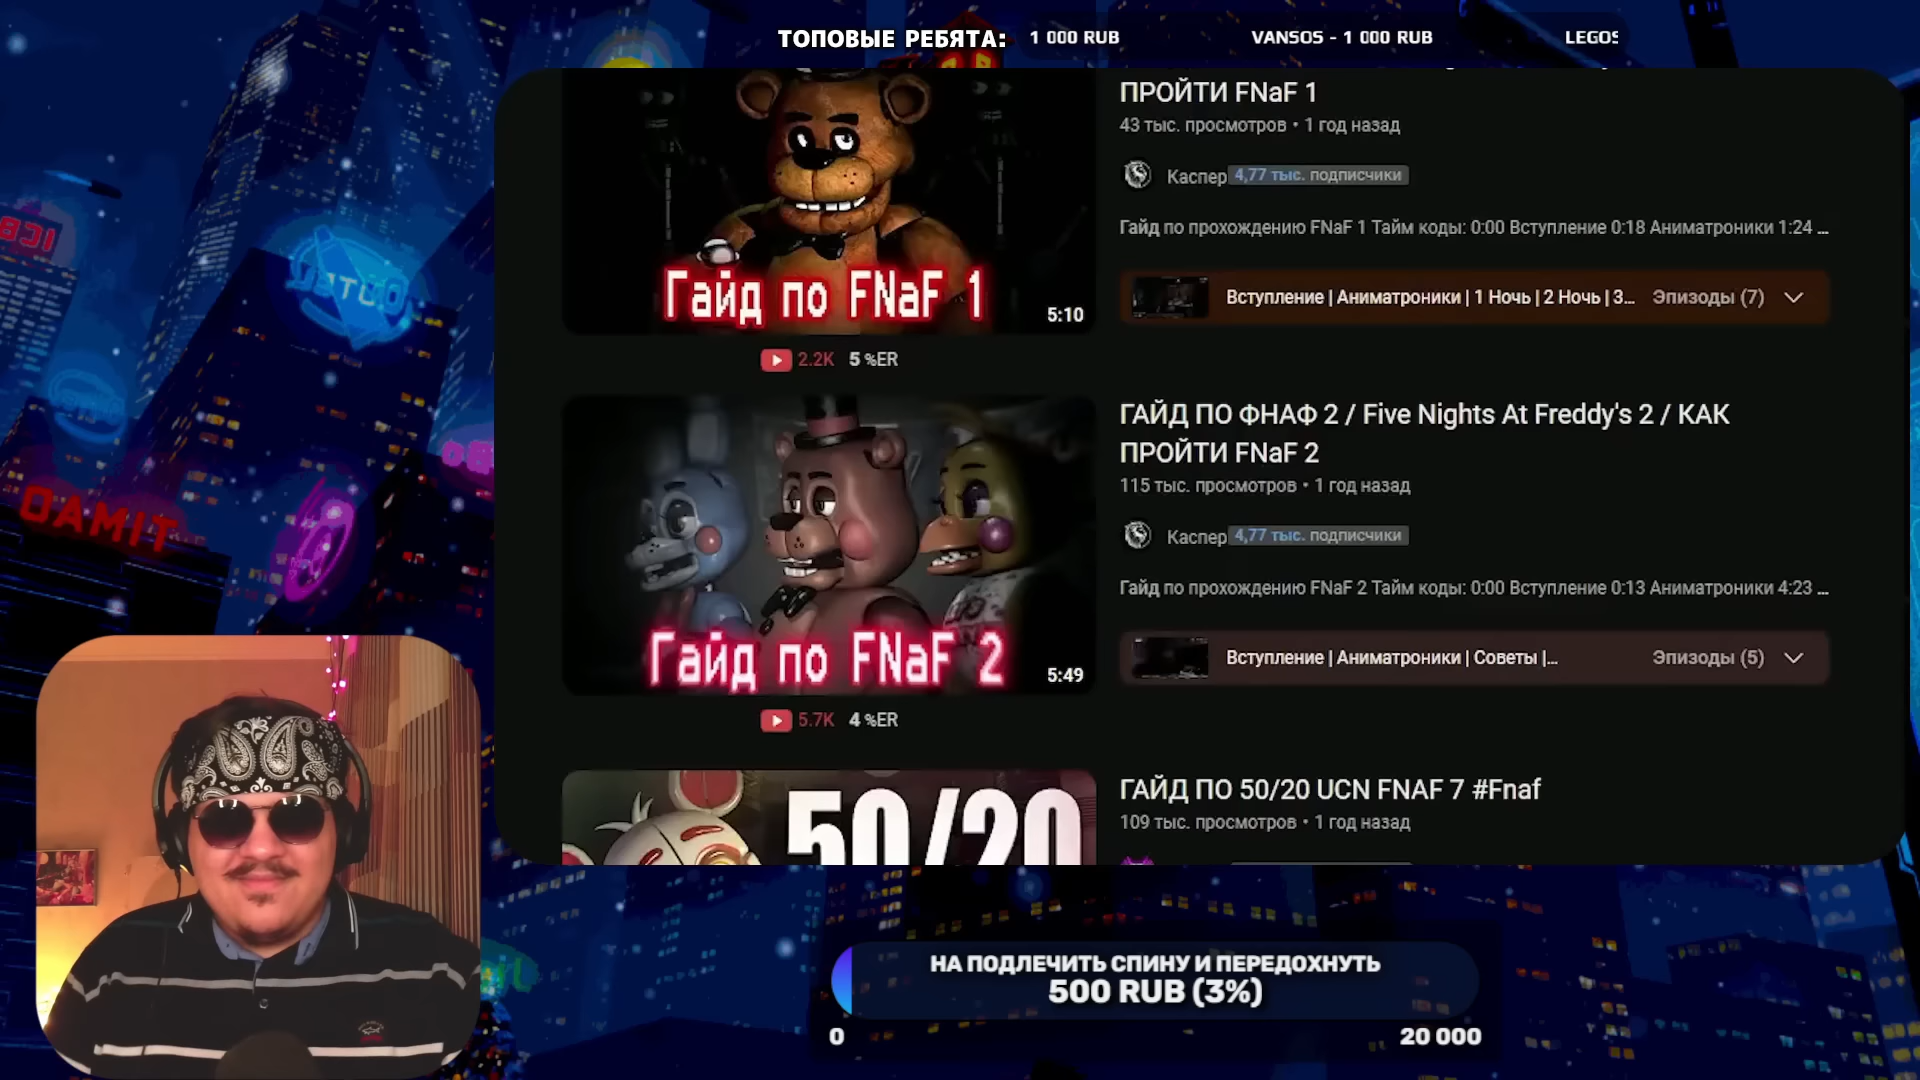 ТОПОВЫЕ РЕБЯТА: 1 000 RUB VANSOS - 1 000 RUB LEGOS
ПРОЙТИ FNaF 1
43 тыс. просмотров • 1 год назад
Каспер 4,77 тыс. подписчики
Гайд по прохождению FNaF 1 Тайм коды: 0:00 Вступление 0:18 Аниматроники 1:24 ...
Вступление | Аниматроники | 1 Ночь | 2 Ночь | 3... Эпизоды (7)
Гайд по FNaF 1
5:10
2.2K 5 %ER
ГАЙД ПО ФНАФ 2 / Five Nights At Freddy's 2 / КАК
ПРОЙТИ FNaF 2
115 тыс. просмотров • 1 год назад
Каспер 4,77 тыс. подписчики
Гайд по прохождению FNaF 2 Тайм коды: 0:00 Вступление 0:13 Аниматроники 4:23 ...
Вступление | Аниматроники | Советы |... Эпизоды (5)
Гайд по FNaF 2
5:49
5.7K 4 %ER
50/20
ГАЙД ПО 50/20 UCN FNAF 7 #Fnaf
109 тыс. просмотров • 1 год назад
НА ПОДЛЕЧИТЬ СПИНУ И ПЕРЕДОХНУТЬ
500 RUB (3%)
0 20 000